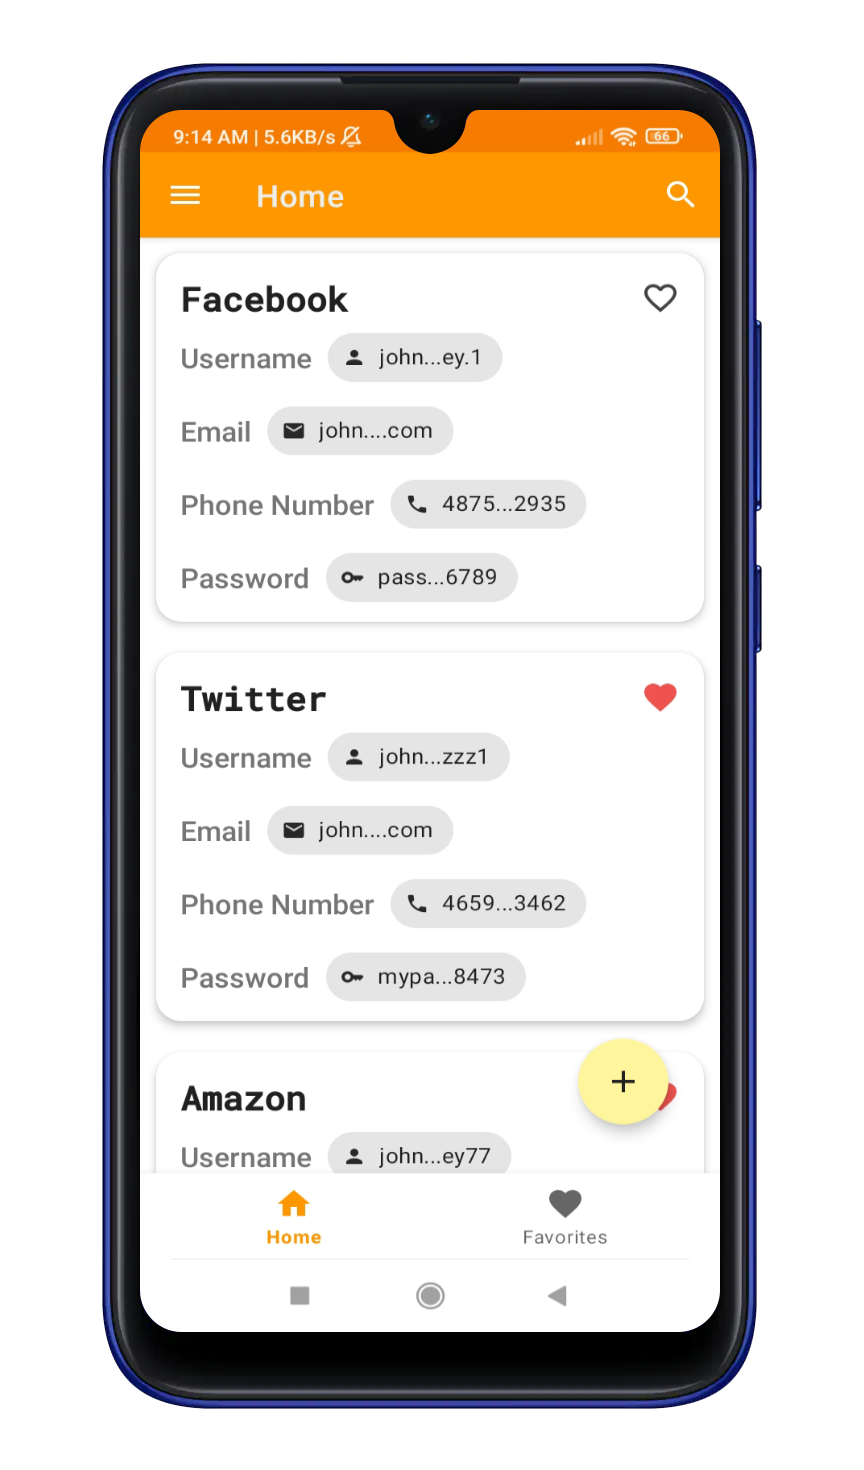 9:14 AM | 5.6KB/s 66
Home
Facebook
Username john...ey.1
Email john....com
Phone Number 4875...2935
Password pass...6789
Twitter
Username john...zzz1
Email john....com
Phone Number 4659...3462
Password mypa...8473
Amazon
Username john...ey77
Home Favorites